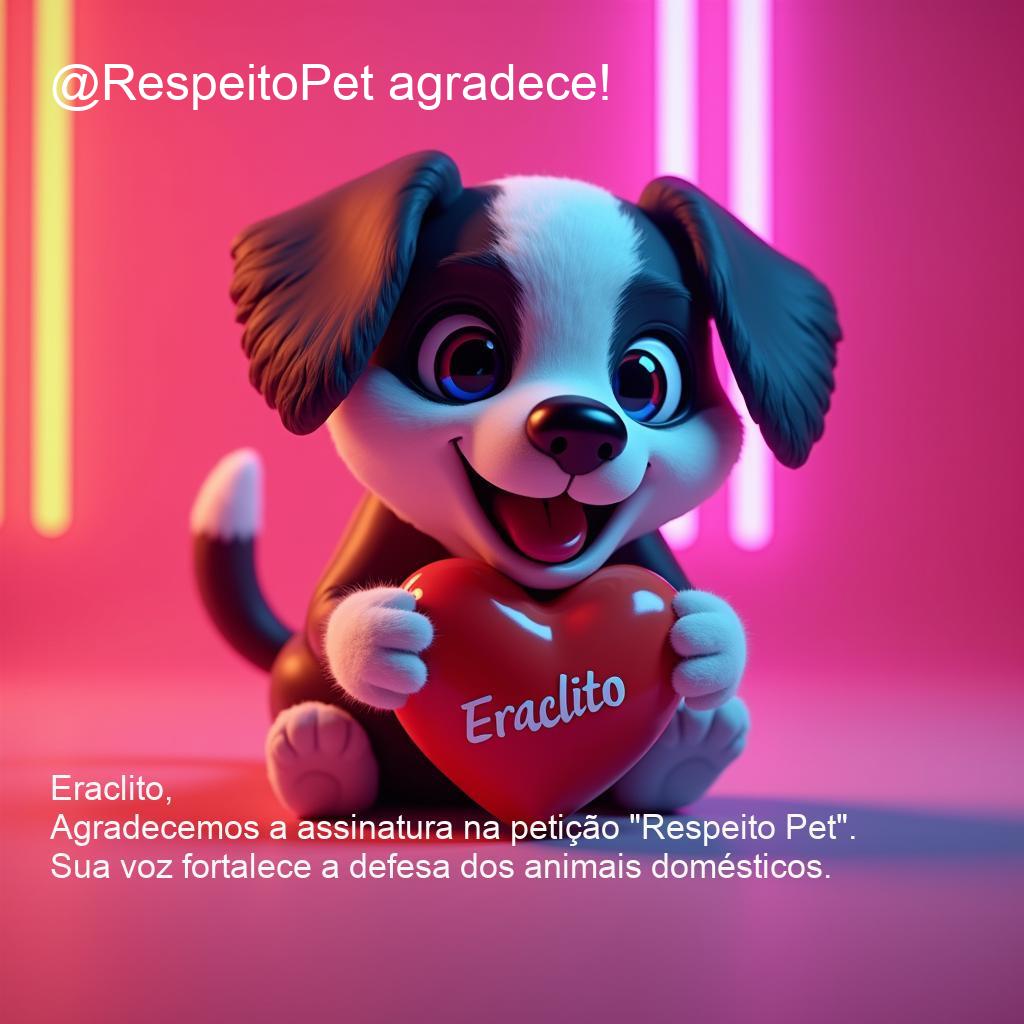 @RespeitoPet agradece!
Eraclito
Eraclito,
Agradecemos a assinatura na petição "Respeito Pet".
Sua voz fortalece a defesa dos animais domésticos.